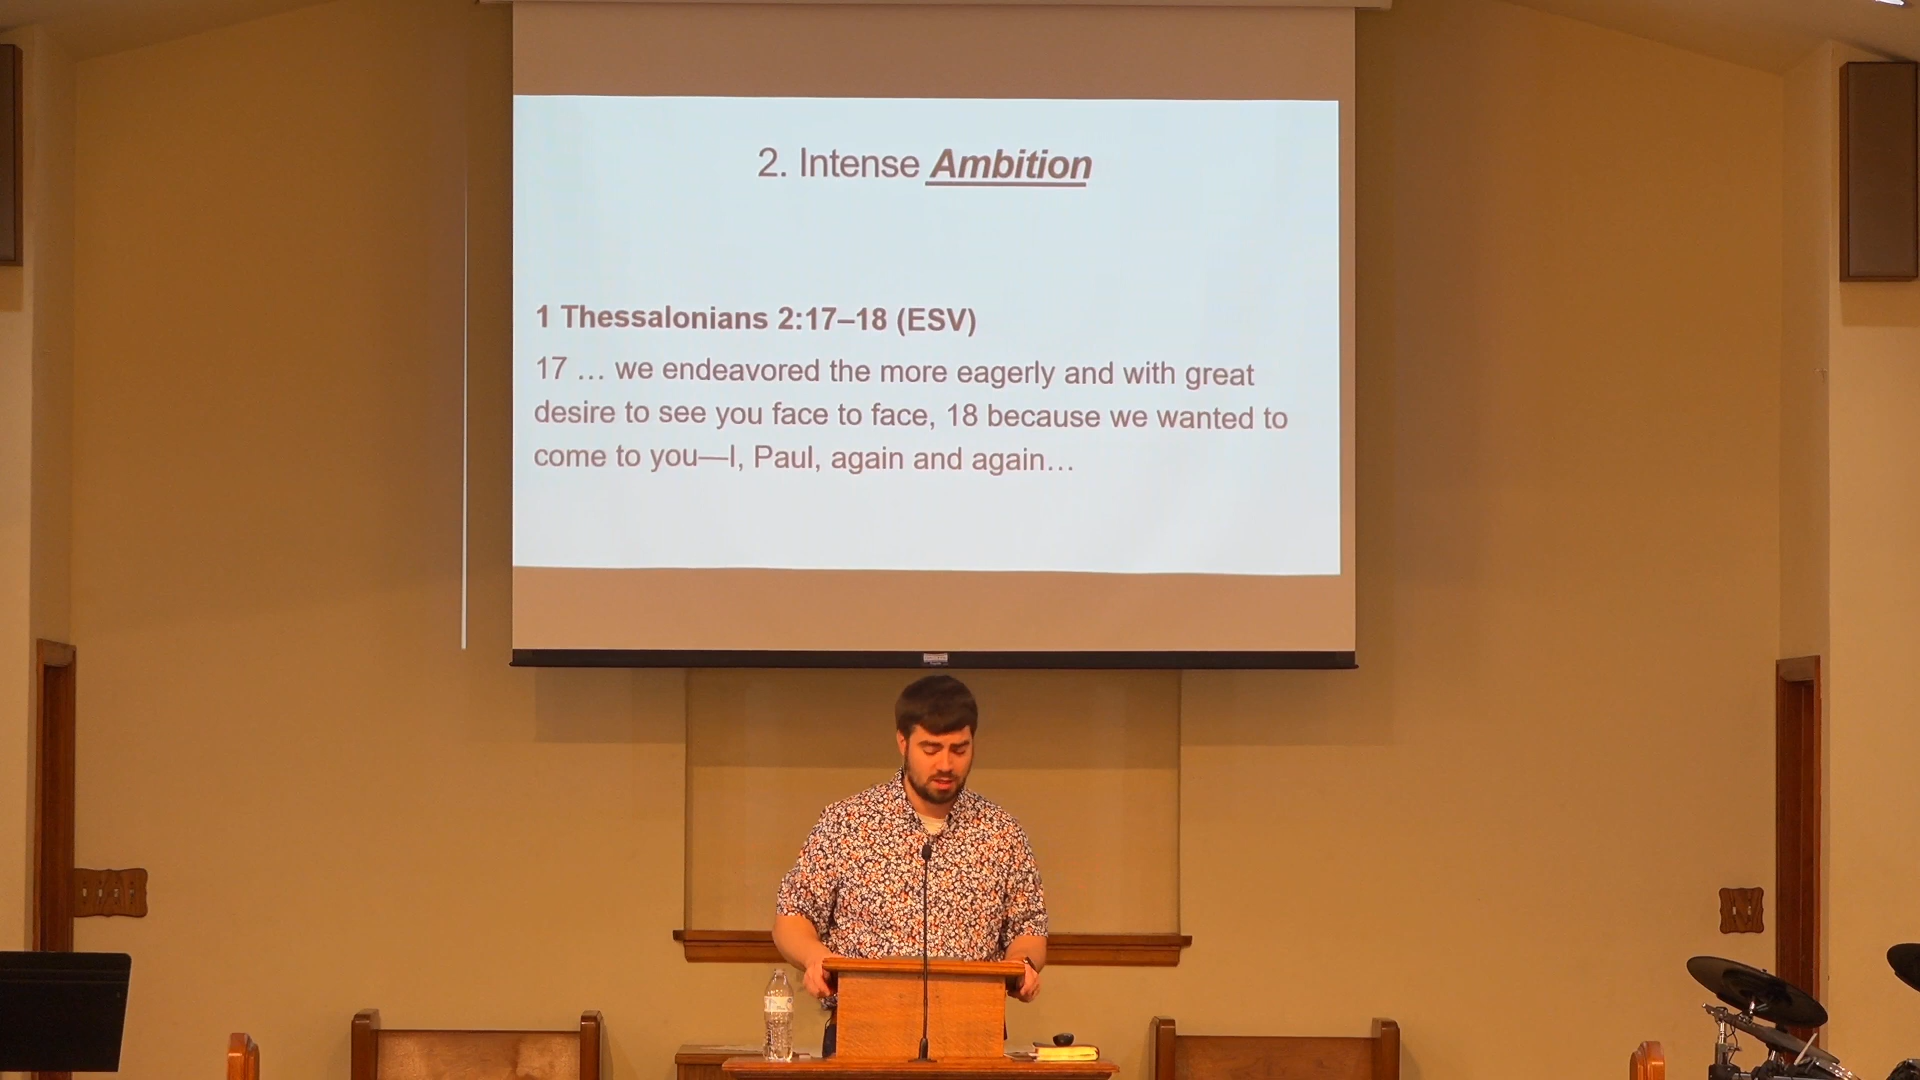 2. Intense Ambition
1 Thessalonians 2:17–18 (ESV)
17 … we endeavored the more eagerly and with great
desire to see you face to face, 18 because we wanted to
come to you—I, Paul, again and again…